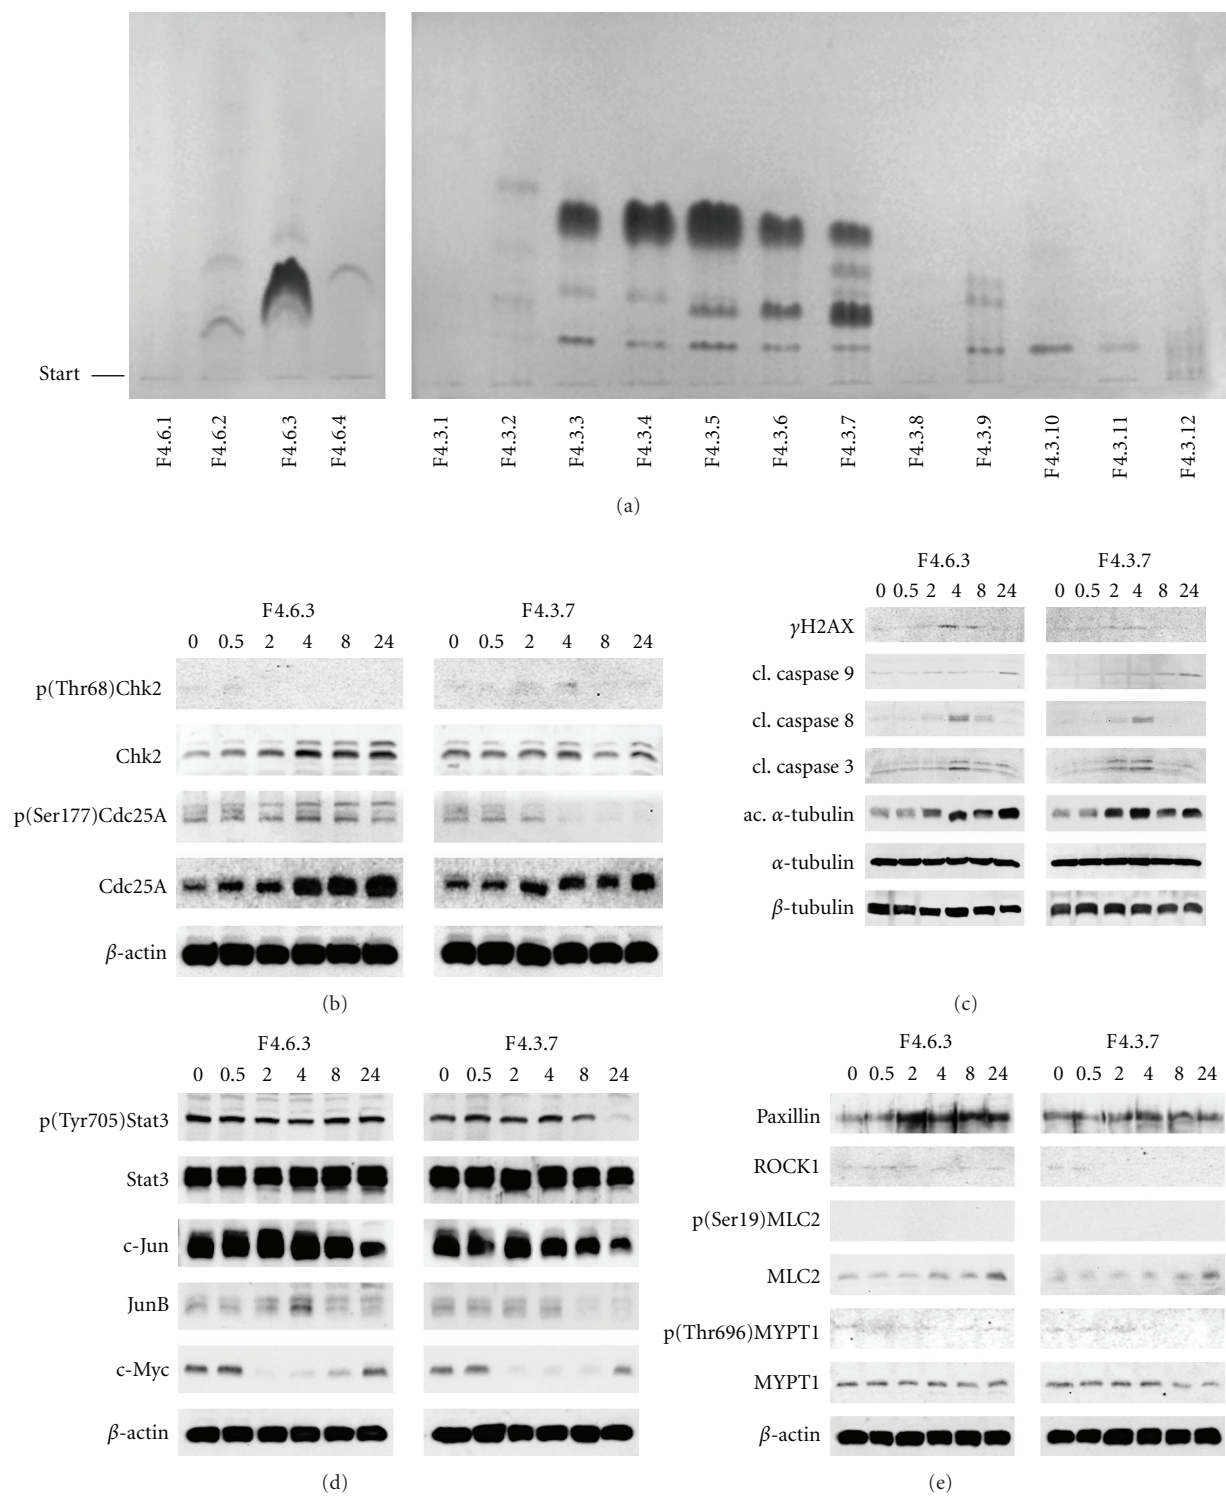 Start
F4.6.1
F4.6.2
F4.6.3
F4.6.4
F4.3.1
F4.3.2
F4.3.3
F4.3.4
F4.3.5
F4.3.6
F4.3.7
F4.3.8
F4.3.9
F4.3.10
F4.3.11
F4.3.12
(a)
F4.6.3 F4.3.7
0 0.5 2 4 8 24 0 0.5 2 4 8 24
p(Thr68)Chk2
Chk2
p(Ser177)Cdc25A
Cdc25A
β-actin
(b)
F4.6.3 F4.3.7
0 0.5 2 4 8 24 0 0.5 2 4 8 24
γH2AX
cl. caspase 9
cl. caspase 8
cl. caspase 3
ac. α-tubulin
α-tubulin
β-tubulin
(c)
F4.6.3 F4.3.7
0 0.5 2 4 8 24 0 0.5 2 4 8 24
p(Tyr705)Stat3
Stat3
c-Jun
JunB
c-Myc
β-actin
(d)
F4.6.3 F4.3.7
0 0.5 2 4 8 24 0 0.5 2 4 8 24
Paxillin
ROCK1
p(Ser19)MLC2
MLC2
p(Thr696)MYPT1
MYPT1
β-actin
(e)